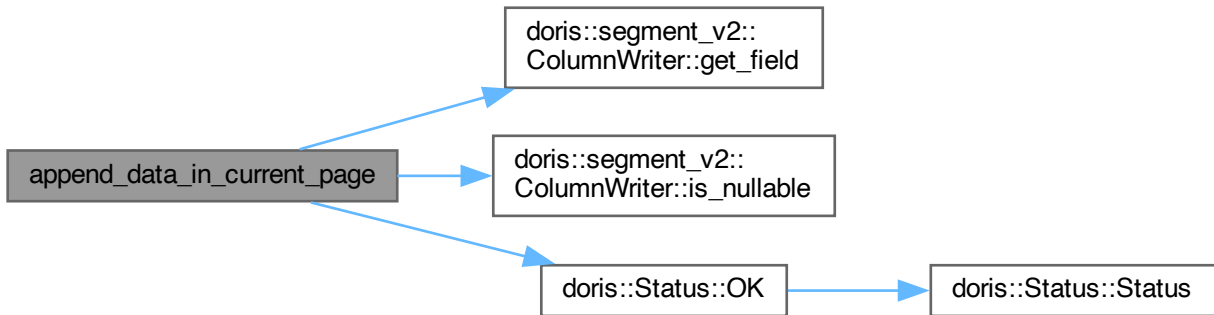 doris::segment_v2::
ColumnWriter::get_field
append_data_in_current_page
doris::segment_v2::
ColumnWriter::is_nullable
doris::Status::OK
doris::Status::Status